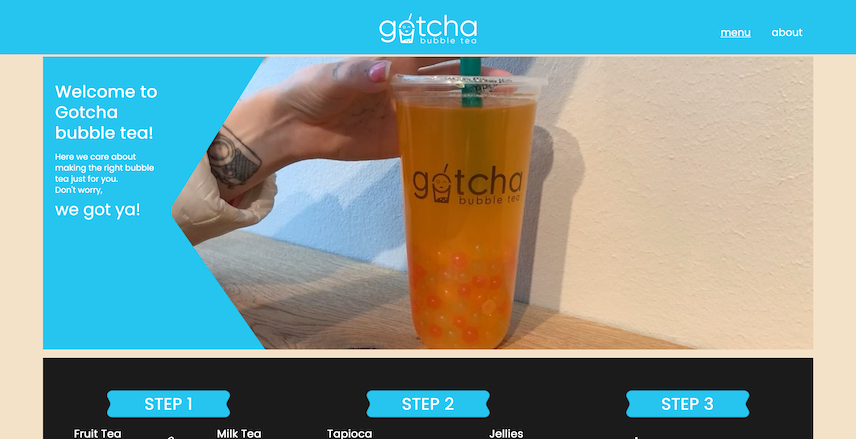 gotcha
bubble tea
menu
about
Welcome to
Gotcha
bubble tea!
Here we care about
making the right bubble
tea just for you.
Don't worry,
we got ya!
gotcha
bubble tea
STEP 1
STEP 2
STEP 3
Fruit Tea
Milk Tea
Tapioca
Jellies